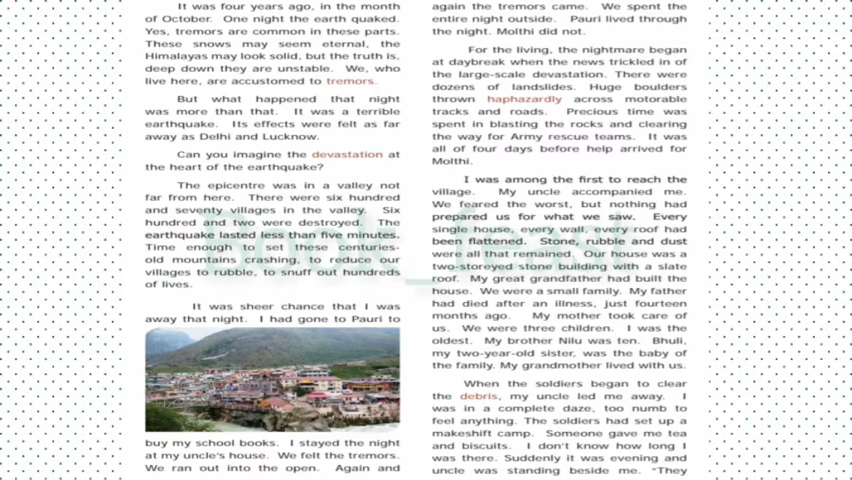 It was four years ago, in the month
of October. One night the earth quaked.
Yes, tremors are common in these parts.
These snows may seem eternal, the
Himalayas may look solid, but the truth is,
deep down they are unstable. We, who
live here, are accustomed to tremors.
But what happened that night
was more than that. It was a terrible
earthquake. Its effects were felt as far
away as Delhi and Lucknow.
Can you imagine the devastation at
the heart of the earthquake?
The epicentre was in a valley not
far from here. There were six hundred
and seventy villages in the valley. Six
hundred and two were destroyed. The
earthquake lasted less than five minutes.
Time enough to set these centuries-
old mountains crashing, to reduce our
villages to rubble, to snuff out hundreds
of lives.
It was sheer chance that I was
away that night. I had gone to Pauri to
buy my school books. I stayed the night
at my uncle's house. We felt the tremors.
We ran out into the open. Again and
again the tremors came. We spent the
entire night outside. Pauri lived through
the night. Molthi did not.
For the living, the nightmare began
at daybreak when the news trickled in of
the large-scale devastation. There were
dozens of landslides. Huge boulders
thrown haphazardly across motorable
tracks and roads. Precious time was
spent in blasting the rocks and clearing
the way for Army rescue teams. It was
all of four days before help arrived for
Molthi.
I was among the first to reach the
village. My uncle accompanied me.
We feared the worst, but nothing had
prepared us for what we saw. Every
single house, every wall, every roof had
been flattened. Stone, rubble and dust
were all that remained. Our house was a
two-storeyed stone building with a slate
roof. My great grandfather had built the
house. We were a small family. My father
had died after an illness, just fourteen
months ago. My mother took care of
us. We were three children. I was the
oldest. My brother Nilu was ten. Bhuli,
my two-year-old sister, was the baby of
the family. My grandmother lived with us.
When the soldiers began to clear
the debris, my uncle led me away. I
was in a complete daze, too numb to
feel anything. The soldiers had set up a
makeshift camp. Someone gave me tea
and biscuits. I don't know how long I
was there. Suddenly it was evening and
uncle was standing beside me. "They